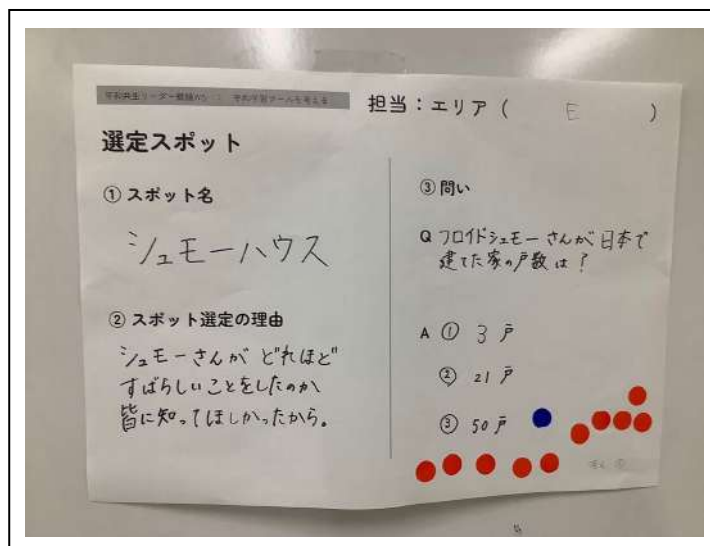 担当：エリア（ E ）
選定スポット
① スポット名
シュモーハウス
② スポット選定の理由
シュモーさんが どれほど
すばらしいことをしたのか
皆に知ってほしかったから。
③ 問い
Q フロイドシュモーさんが 日本で
建てた家の戸数は？
A ① 3 戸
② 21 戸
③ 50 戸